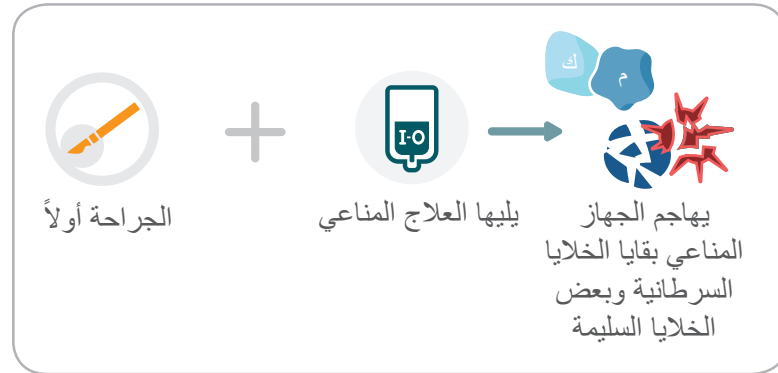 ك
م
I-O
الجراحة أولاً
يليها العلاج المناعي
يهاجم الجهاز
المناعي بقايا الخلايا
السرطانية وبعض
الخلايا السليمة